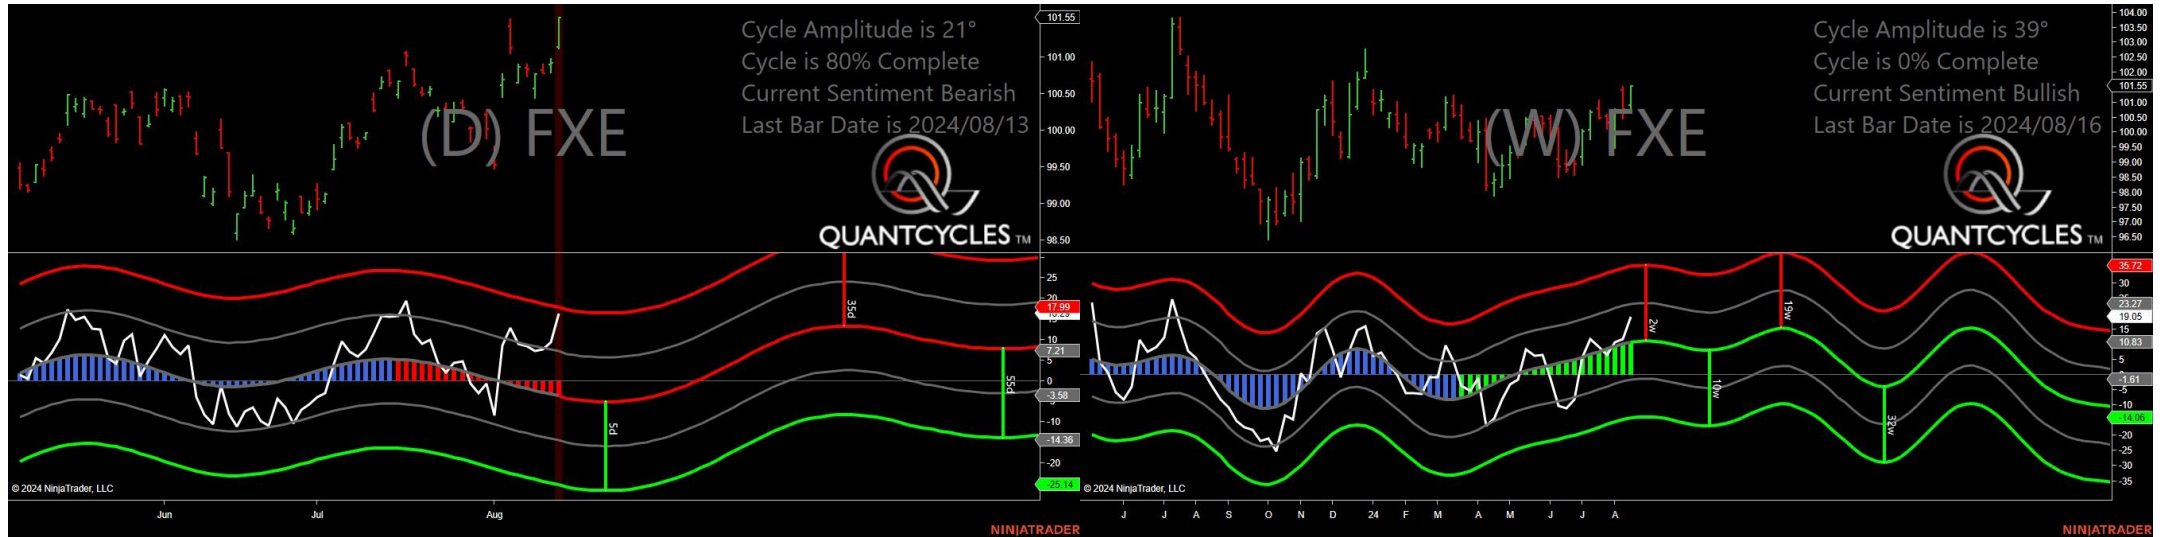 Cycle Amplitude is 21°
Cycle is 80% Complete
Current Sentiment Bearish
Last Bar Date is 2024/08/13
(D) FXE
QUANTCYCLES TM
101.55
101.00
100.50
100.00
99.50
99.00
98.50
25
20
17.99
10
7.21
5
0
-3.58
-10
-14.36
-20
-25.14
35d
55d
5d
© 2024 NinjaTrader, LLC
Jun Jul Aug
NINJATRADER
Cycle Amplitude is 39°
Cycle is 0% Complete
Current Sentiment Bullish
Last Bar Date is 2024/08/16
(W) FXE
QUANTCYCLES TM
104.00
103.50
103.00
102.50
102.00
101.55
101.00
100.50
100.00
99.50
99.00
98.50
98.00
97.50
97.00
96.50
35.72
30
23.27
19.05
15
10.83
5
-1.61
-5
-10
-14.06
-20
-25
-30
-35
2w
19w
10w
32w
© 2024 NinjaTrader, LLC
J J A S O N D 24 F M A M J J A
NINJATRADER